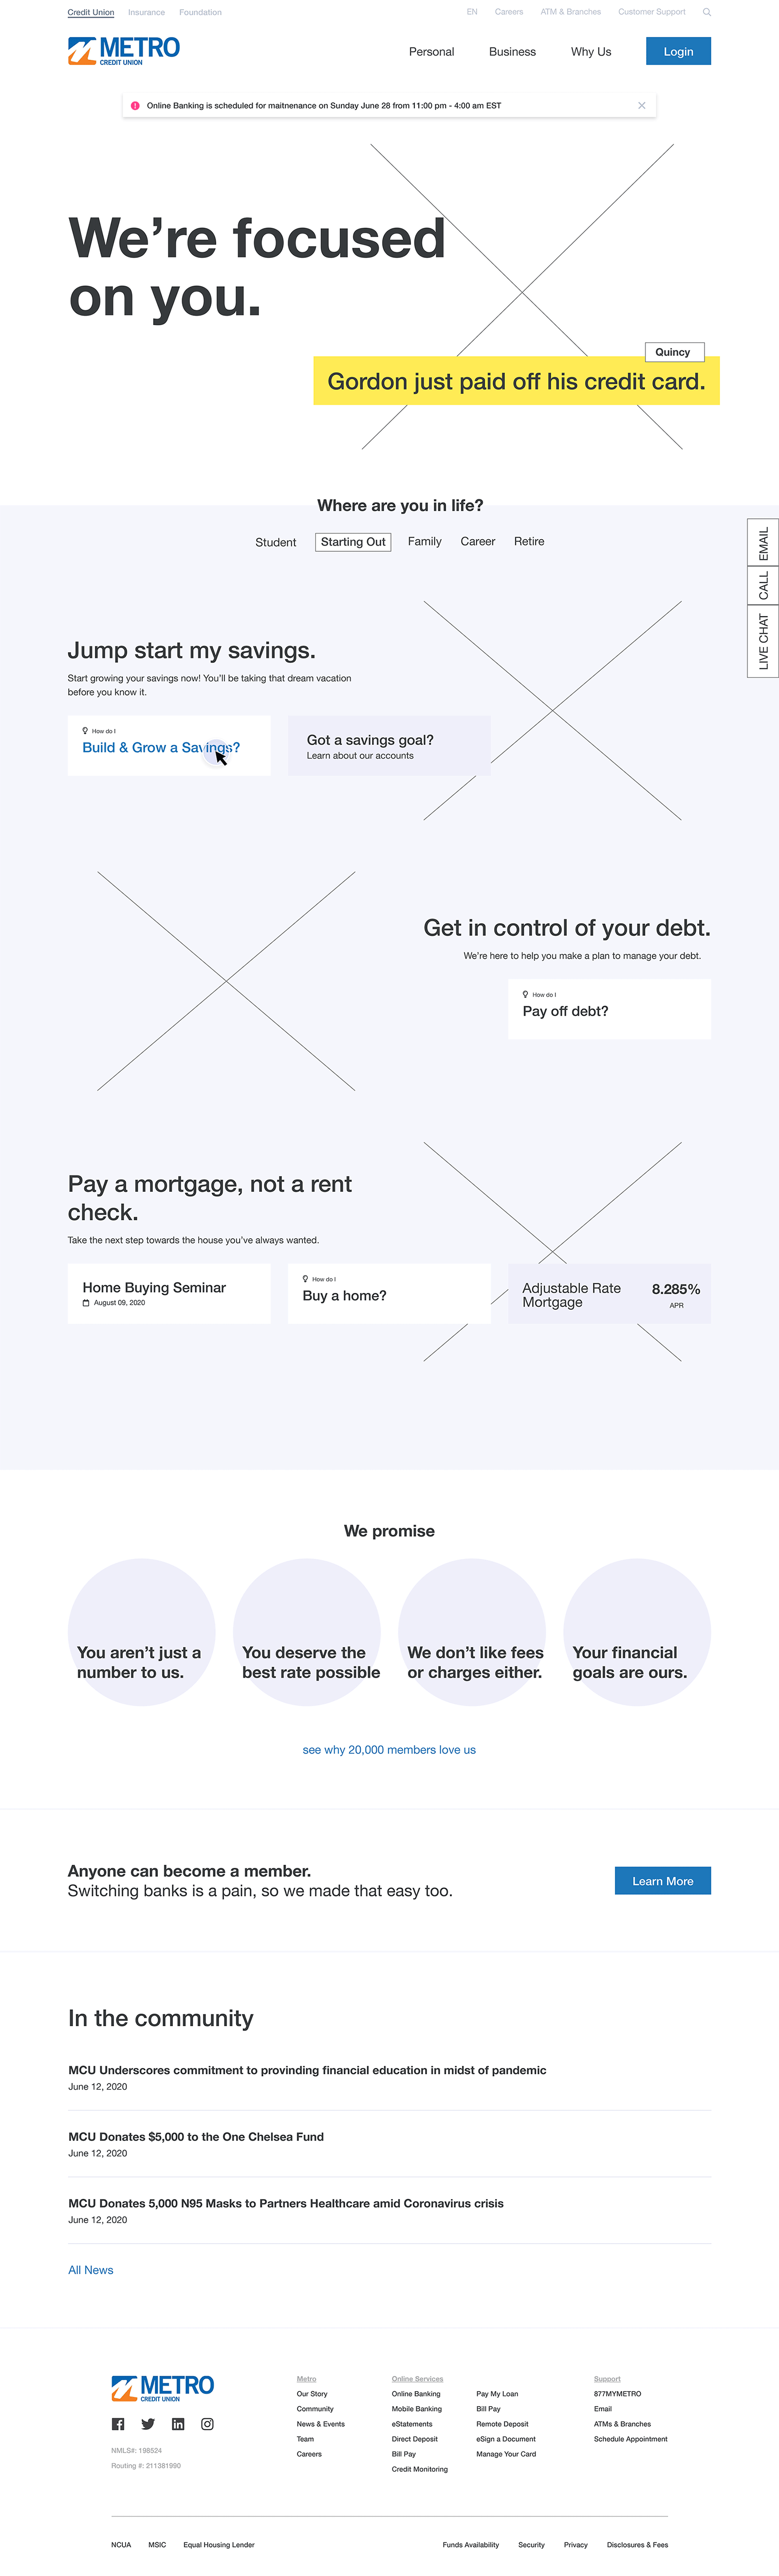 Credit Union Insurance Foundation
EN Careers ATM & Branches Customer Support
METRO
CREDIT UNION
Personal Business Why Us Login
Online Banking is scheduled for maitnenance on Sunday June 28 from 11:00 pm - 4:00 am EST
We're focused
on you.
Quincy
Gordon just paid off his credit card.
Where are you in life?
Student Starting Out Family Career Retire
EMAIL
CALL
LIVE CHAT
Jump start my savings.
Start growing your savings now! You'll be taking that dream vacation
before you know it.
How do I
Build & Grow a Savings?
Got a savings goal?
Learn about our accounts
Get in control of your debt.
We're here to help you make a plan to manage your debt.
How do I
Pay off debt?
Pay a mortgage, not a rent
check.
Take the next step towards the house you've always wanted.
Home Buying Seminar
August 09, 2020
How do I
Buy a home?
Adjustable Rate
Mortgage
8.285%
APR
We promise
You aren't just a
number to us.
You deserve the
best rate possible
We don't like fees
or charges either.
Your financial
goals are ours.
see why 20,000 members love us
Anyone can become a member.
Switching banks is a pain, so we made that easy too.
Learn More
In the community
MCU Underscores commitment to provinding financial education in midst of pandemic
June 12, 2020
MCU Donates $5,000 to the One Chelsea Fund
June 12, 2020
MCU Donates 5,000 N95 Masks to Partners Healthcare amid Coronavirus crisis
June 12, 2020
All News
METRO
CREDIT UNION
NMLS#: 198524
Routing #: 211381990
Metro
Our Story
Community
News & Events
Team
Careers
Online Services
Online Banking
Mobile Banking
eStatements
Direct Deposit
Bill Pay
Credit Monitoring
Pay My Loan
Bill Pay
Remote Deposit
eSign a Document
Manage Your Card
Support
877MYMETRO
Email
ATMs & Branches
Schedule Appointment
NCUA MSIC Equal Housing Lender
Funds Availability Security Privacy Disclosures & Fees